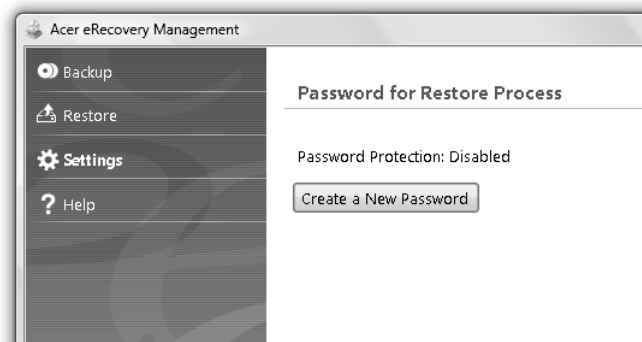 Acer eRecovery Management
Backup
Restore
Settings
Help
Password for Restore Process
Password Protection: Disabled
Create a New Password